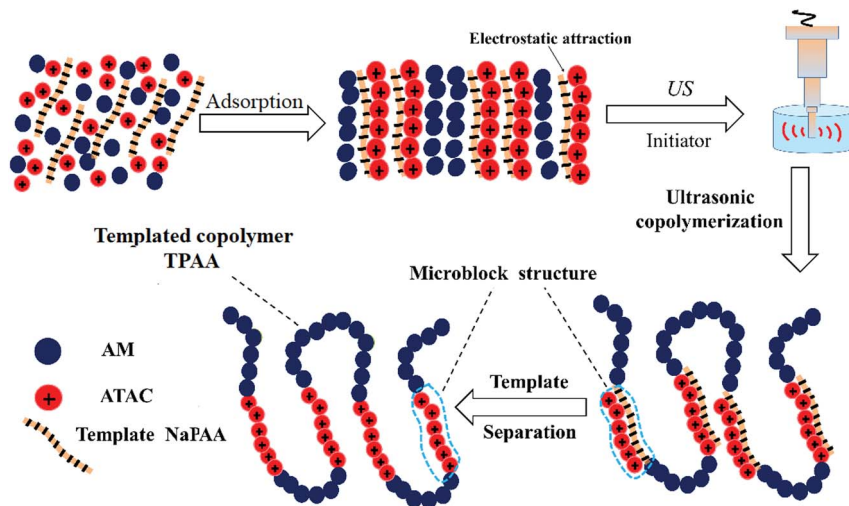 Electrostatic attraction
Adsorption
US
Initiator
Ultrasonic
copolymerization
Templated copolymer
TPAA
Microblock structure
AM
ATAC
Template NaPAA
Template
Separation